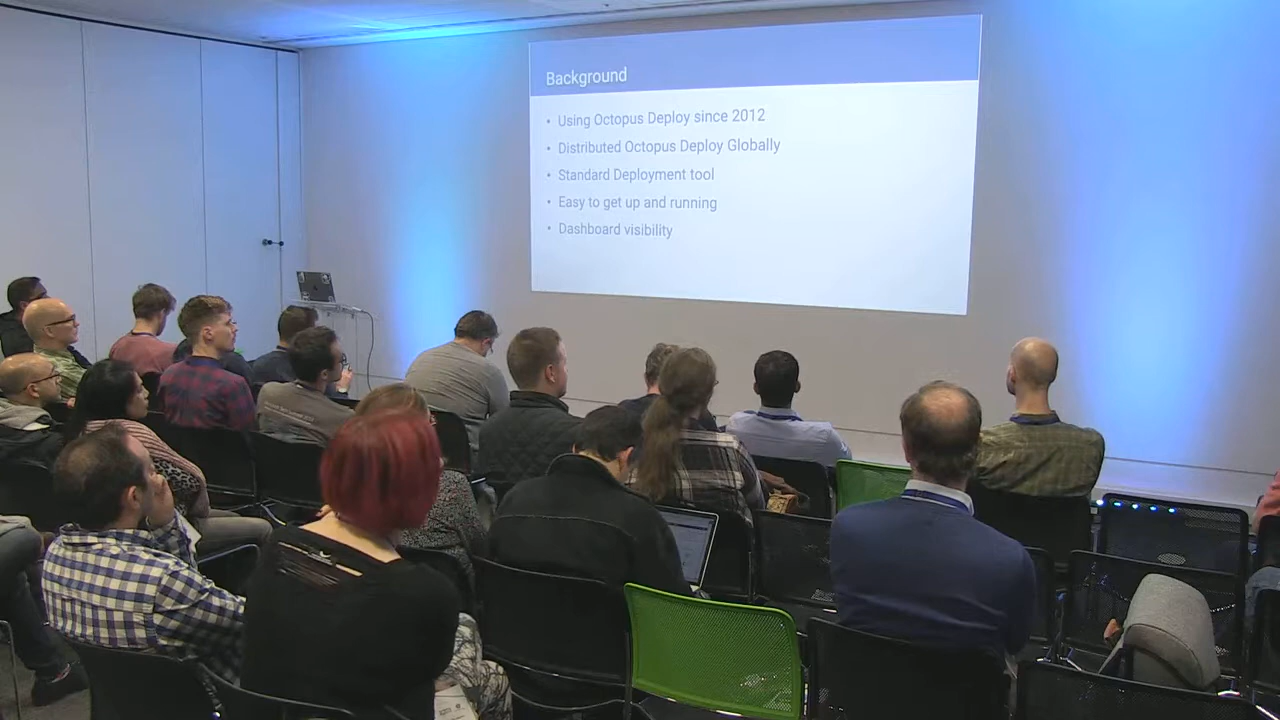 Background
• Using Octopus Deploy since 2012
• Distributed Octopus Deploy Globally
• Standard Deployment tool
• Easy to get up and running
• Dashboard visibility